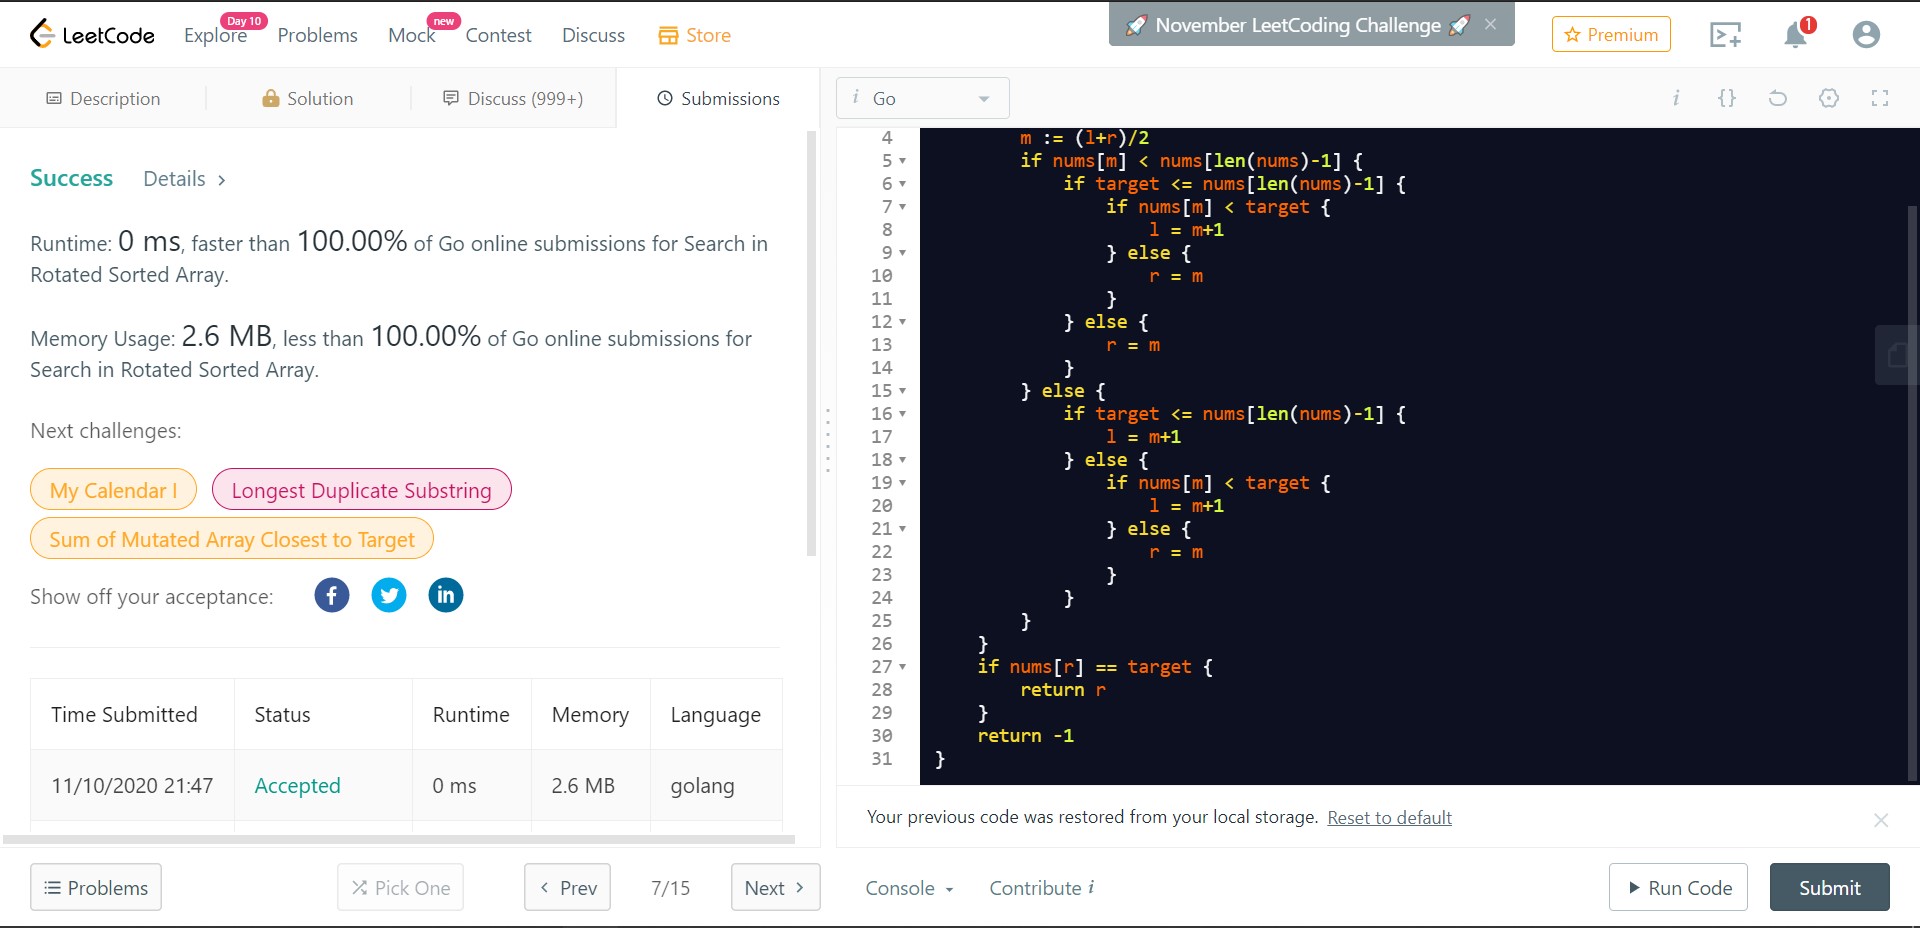 LeetCode
Explore
Day 10
Problems
Mock
new
Contest
Discuss
Store
🚀 November LeetCoding Challenge 🚀 ×
Premium
1
Description
Solution
Discuss (999+)
Submissions
i Go
i {}
Success Details >
Runtime: 0 ms, faster than 100.00% of Go online submissions for Search in
Rotated Sorted Array.
Memory Usage: 2.6 MB, less than 100.00% of Go online submissions for
Search in Rotated Sorted Array.
Next challenges:
My Calendar I
Longest Duplicate Substring
Sum of Mutated Array Closest to Target
Show off your acceptance:
Time Submitted Status Runtime Memory Language
11/10/2020 21:47 Accepted 0 ms 2.6 MB golang
4 m := (l+r)/2
5 if nums[m] < nums[len(nums)-1] {
6 if target <= nums[len(nums)-1] {
7 if nums[m] < target {
8 l = m+1
9 } else {
10 r = m
11 }
12 } else {
13 r = m
14 }
15 } else {
16 if target <= nums[len(nums)-1] {
17 l = m+1
18 } else {
19 if nums[m] < target {
20 l = m+1
21 } else {
22 r = m
23 }
24 }
25 }
26 }
27 if nums[r] == target {
28 return r
29 }
30 return -1
31 }
Your previous code was restored from your local storage. Reset to default
Problems
Pick One
< Prev
7/15
Next >
Console
Contribute i
Run Code
Submit